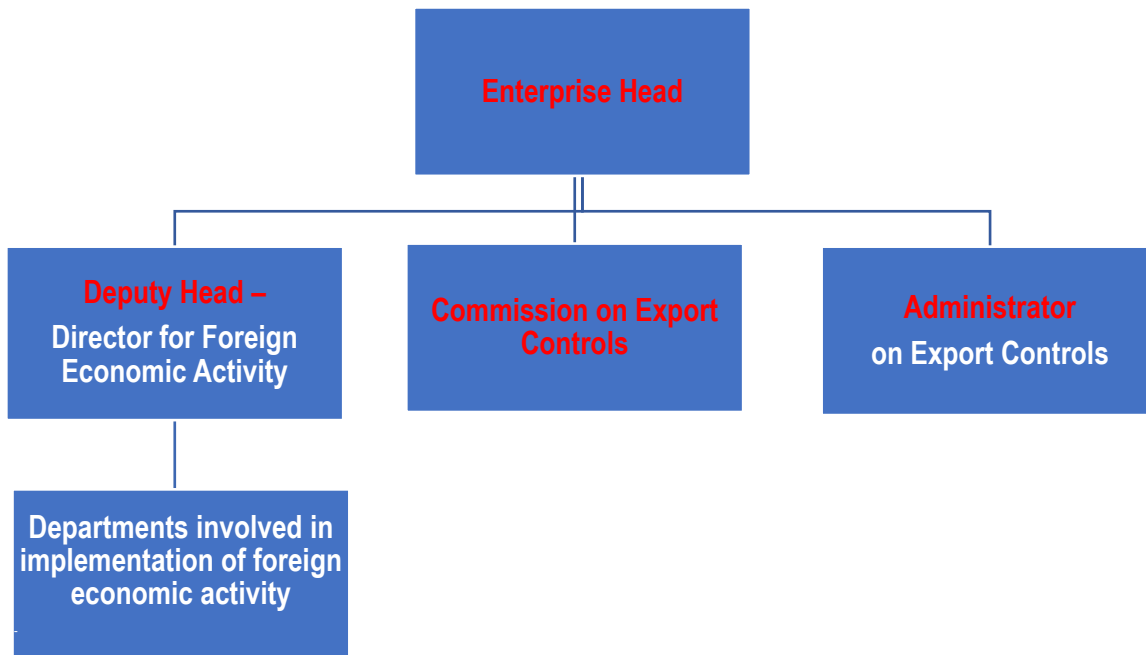 Enterprise Head
Deputy Head –
Director for Foreign
Economic Activity
Commission on Export
Controls
Administrator
on Export Controls
Departments involved in
implementation of foreign
economic activity